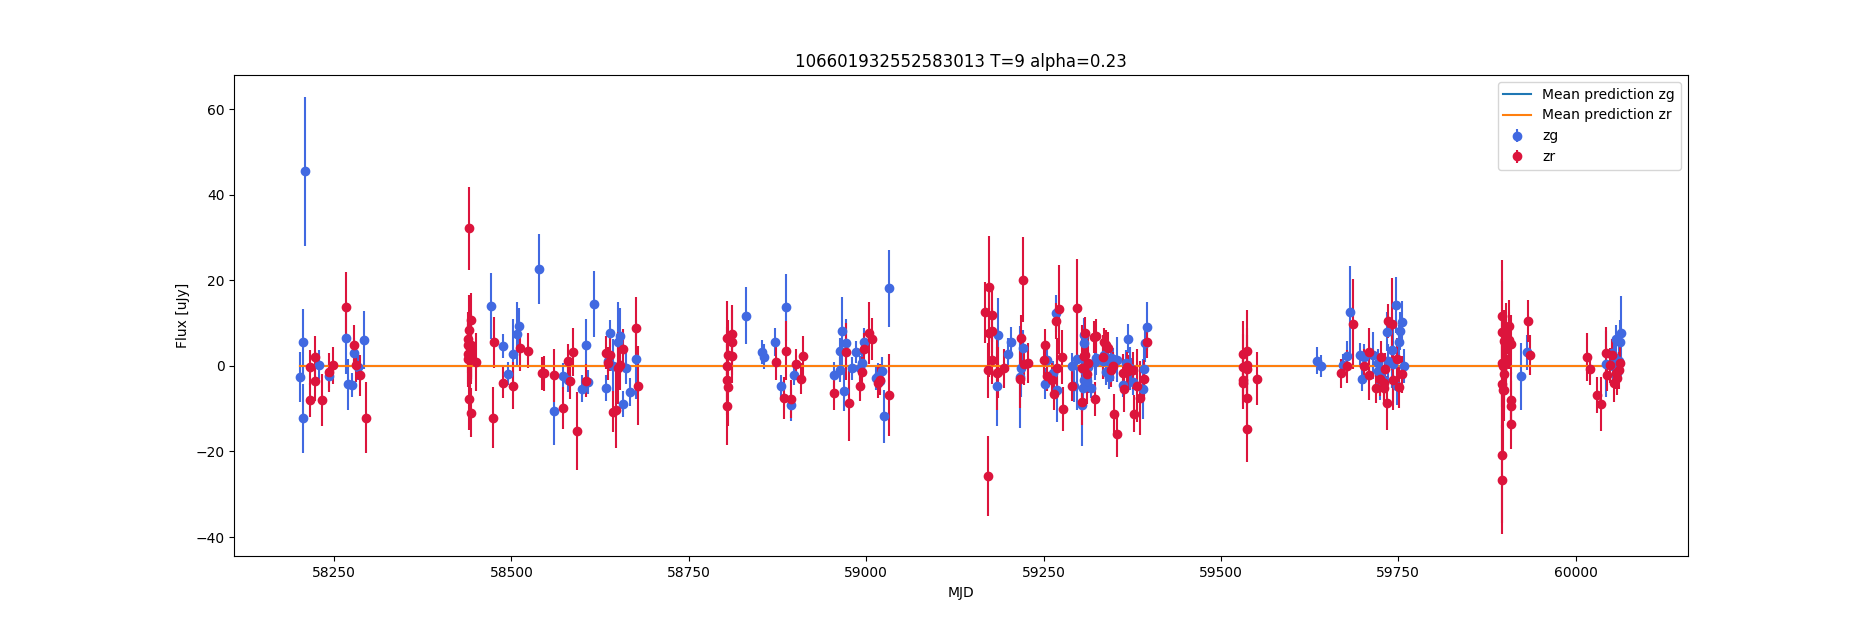 106601932552583013 T=9 alpha=0.23
Mean prediction zg
Mean prediction zr
zg
zr
Flux [uJy]
60
40
20
0
−20
−40
58250 58500 58750 59000 59250 59500 59750 60000
MJD